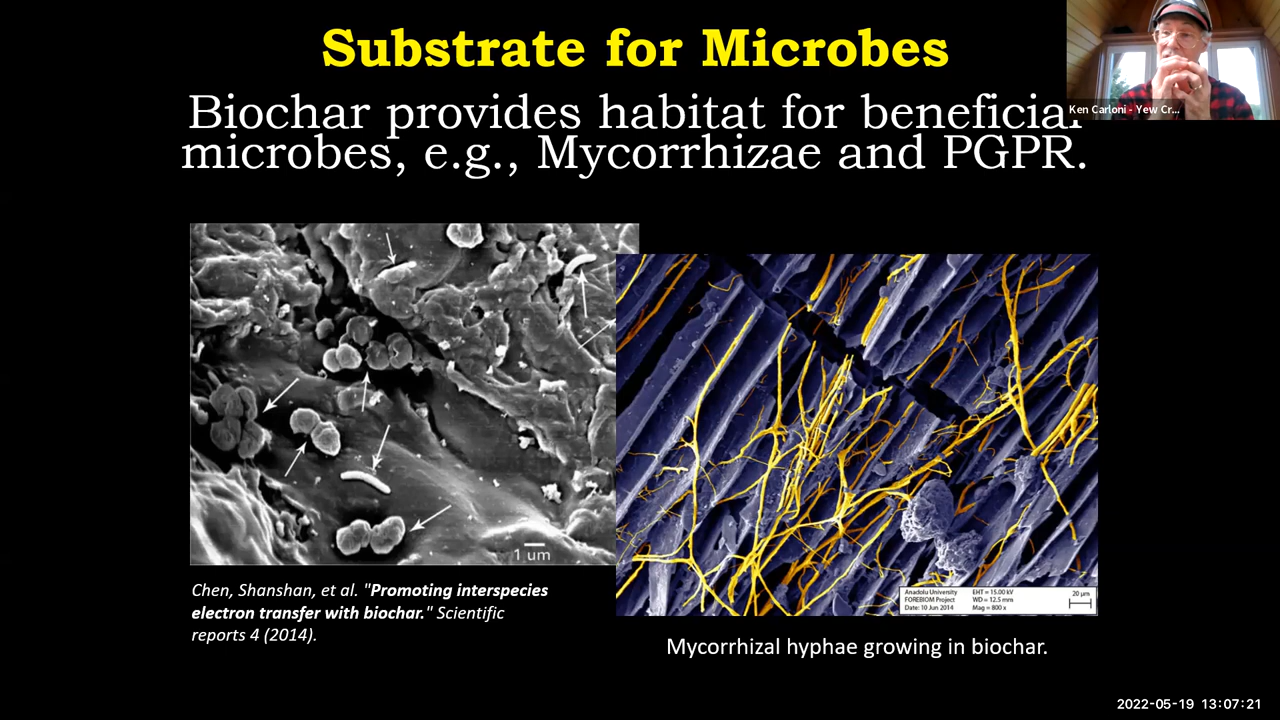 Substrate for Microbes
Biochar provides habitat for beneficial
microbes, e.g., Mycorrhizae and PGPR.
Ken Carloni - Yew Cr...
1 um
Chen, Shanshan, et al. "Promoting interspecies
electron transfer with biochar." Scientific
reports 4 (2014).
Anadolu University EHT = 15.00 kV 20 µm
FOREBIOM Project WD = 12.5 mm
Date: 10 Jun 2014 Mag = 800 x
Mycorrhizal hyphae growing in biochar.
2022-05-19 13:07:21